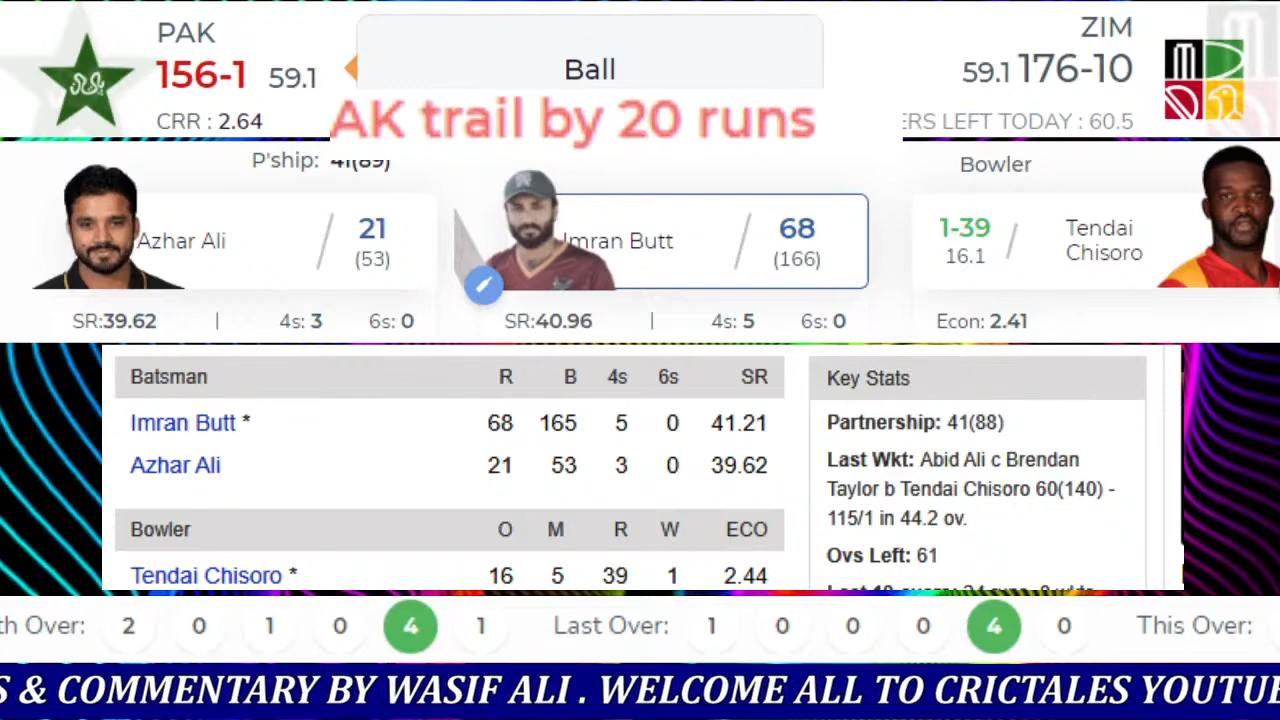 PAK
156-1 59.1
CRR : 2.64
Ball
AK trail by 20 runs
ZIM
59.1 176-10
ERS LEFT TODAY : 60.5
P'ship: 41(89)
Azhar Ali
21
(53)
SR:39.62 | 4s: 3 6s: 0
Imran Butt
68
(166)
SR:40.96 | 4s: 5 6s: 0
Bowler
1-39
16.1
Tendai
Chisoro
Econ: 2.41
Batsman R B 4s 6s SR
Imran Butt * 68 165 5 0 41.21
Azhar Ali 21 53 3 0 39.62
Bowler O M R W ECO
Tendai Chisoro * 16 5 39 1 2.44
Key Stats
Partnership: 41(88)
Last Wkt: Abid Ali c Brendan
Taylor b Tendai Chisoro 60(140) -
115/1 in 44.2 ov.
Ovs Left: 61
th Over: 2 0 1 0 4 1 Last Over: 1 0 0 0 4 0 This Over:
S & COMMENTARY BY WASIF ALI . WELCOME ALL TO CRICTALES YOUTU